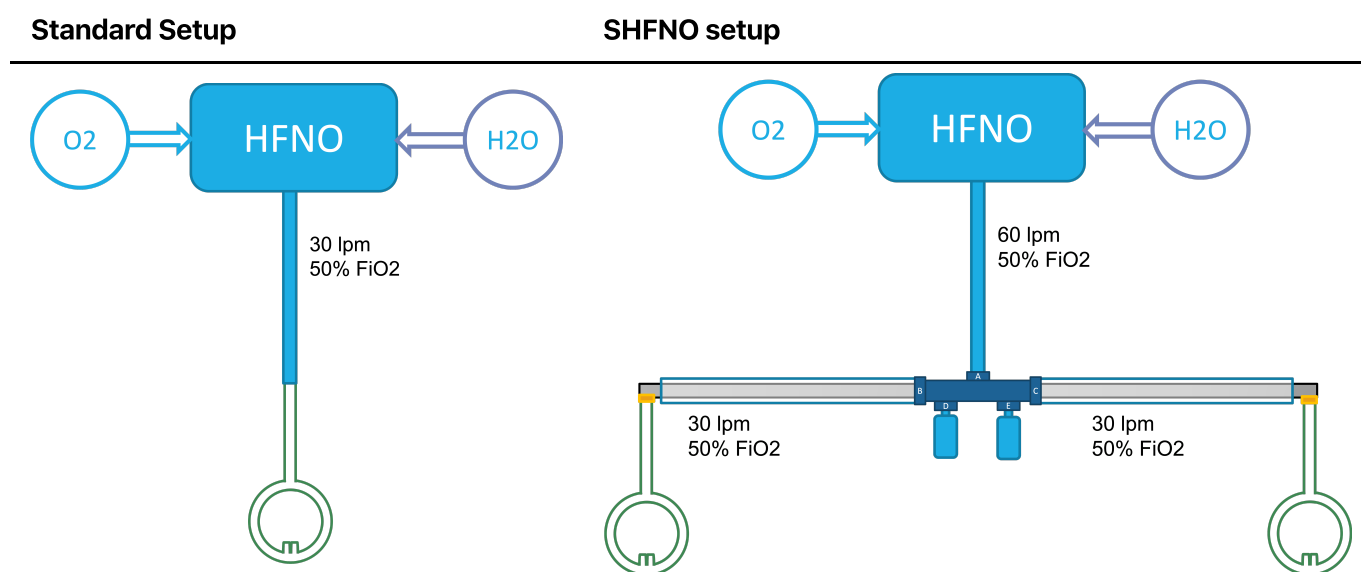 Standard Setup
SHFNO setup
O2
HFNO
H2O
30 lpm
50% FiO2
O2
HFNO
H2O
60 lpm
50% FiO2
A
B
C
D
E
30 lpm
50% FiO2
30 lpm
50% FiO2